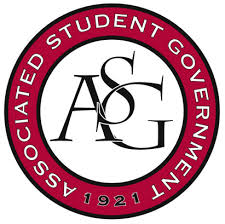 ASSOCIATED STUDENT GOVERNMENT
ASG
1921